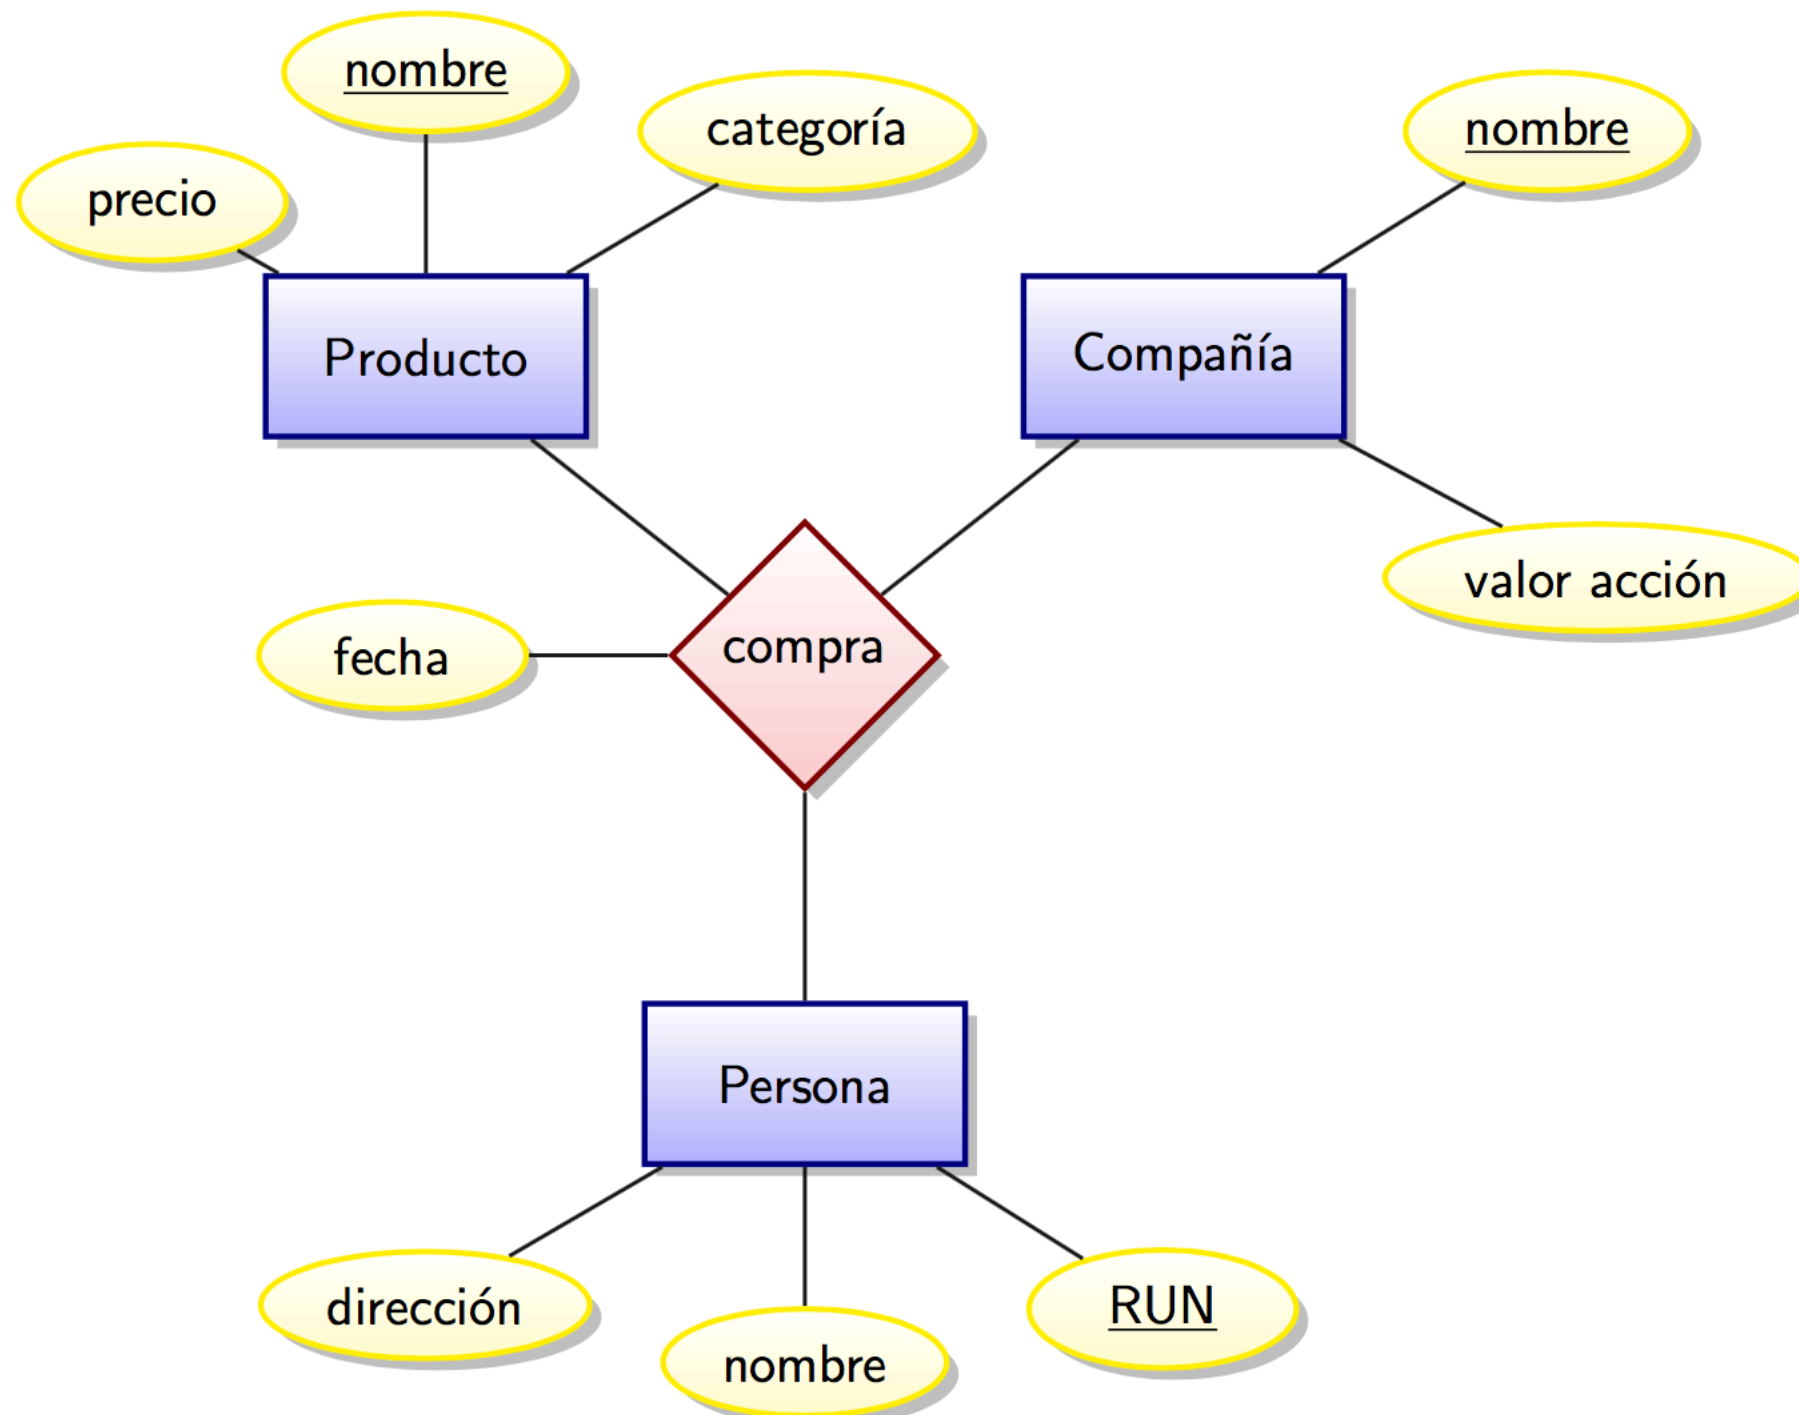 nombre
categoría
nombre
precio
Producto
Compañía
valor acción
compra
fecha
Persona
dirección
nombre
RUN